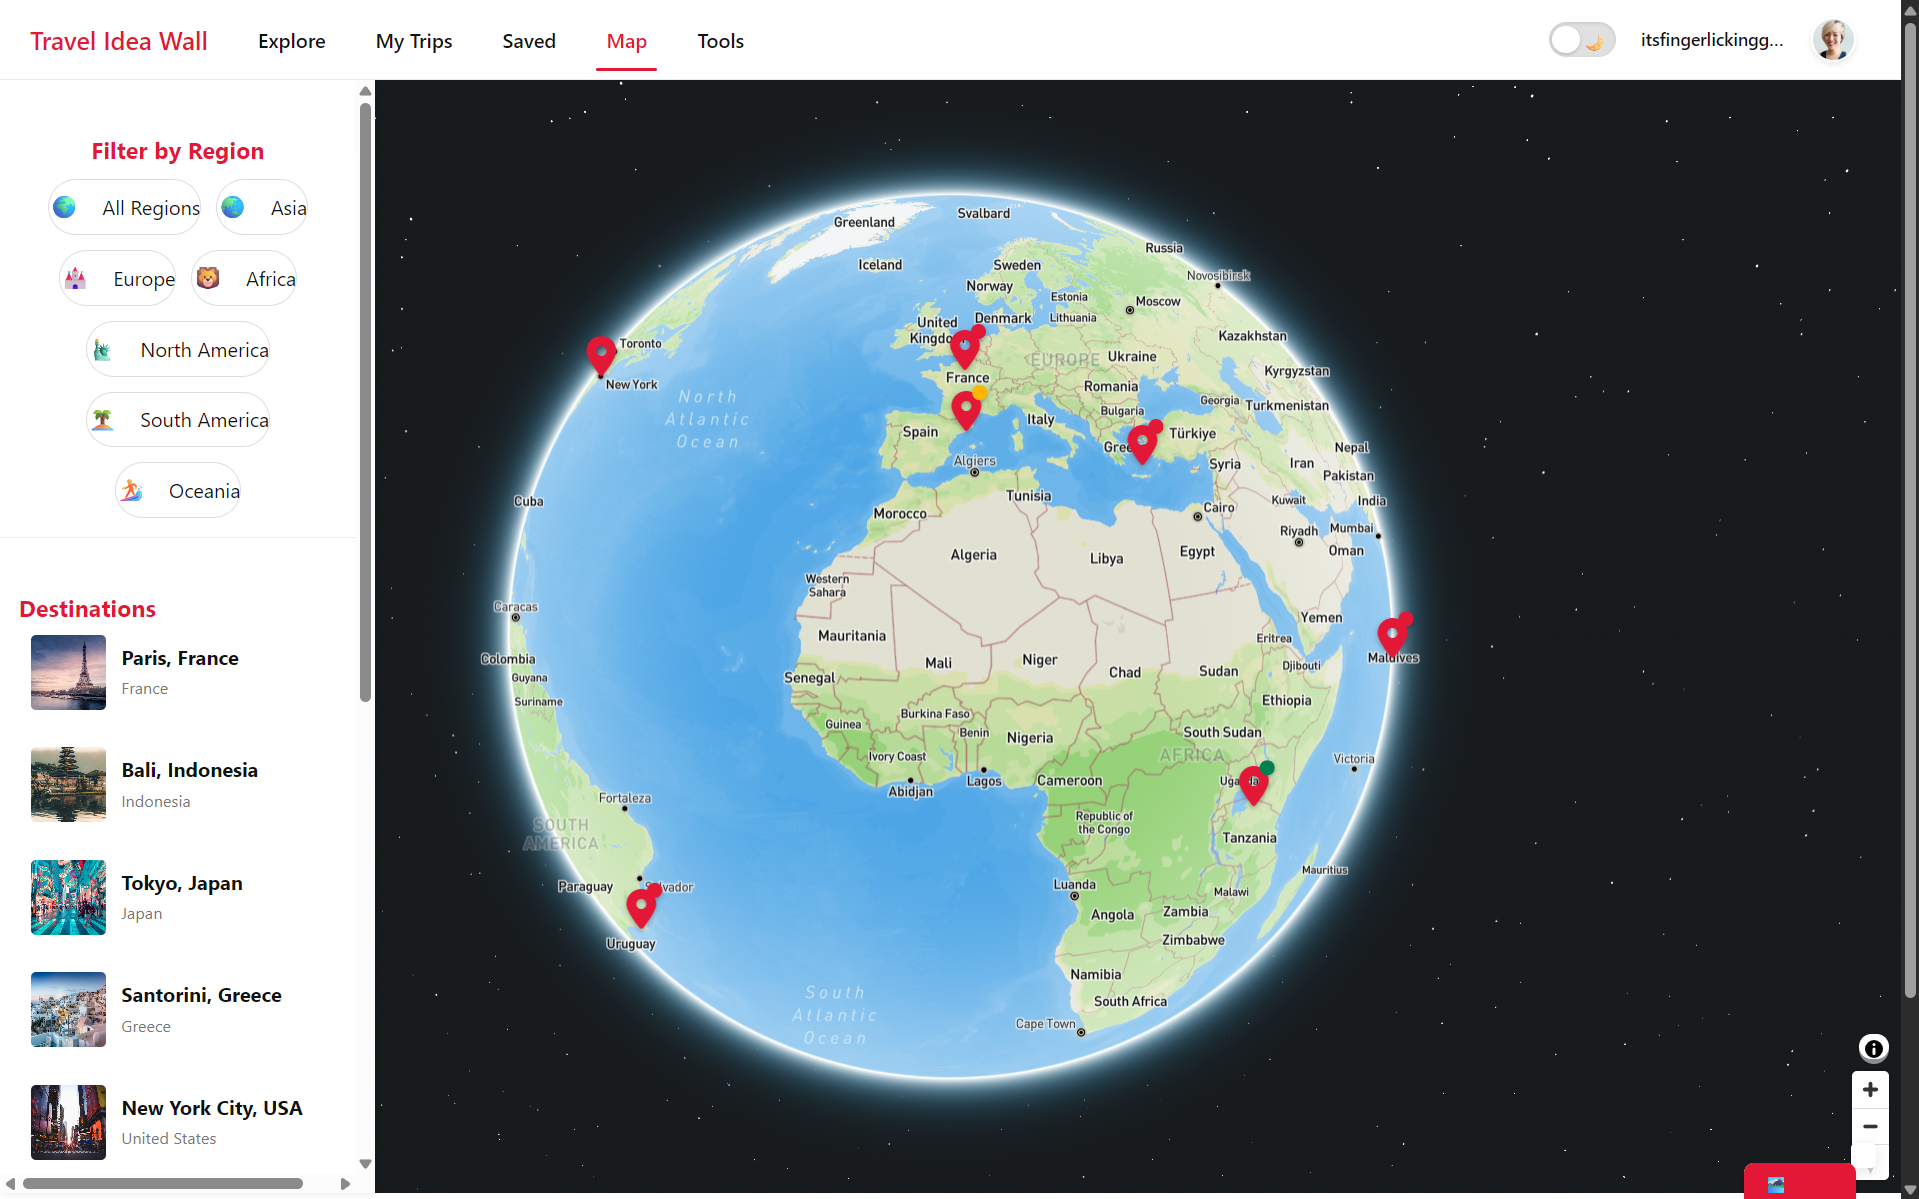 Travel Idea Wall
Explore
My Trips
Saved
Map
Tools
itsfingerlickingg...
Filter by Region
All Regions
Asia
Europe
Africa
North America
South America
Oceania
Destinations
Paris, France
France
Bali, Indonesia
Indonesia
Tokyo, Japan
Japan
Santorini, Greece
Greece
New York City, USA
United States
Greenland
Svalbard
Iceland
Sweden
Norway
Russia
Novosibirsk
Estonia
Lithuania
Moscow
United
Denmark
Kazakhstan
Toronto
New York
EUROPE
Ukraine
France
Kyrgyzstan
Romania
Georgia
Turkmenistan
Bulgaria
North
Atlantic
Ocean
Spain
Italy
Türkiye
Nepal
Algiers
Syria
Iran
Pakistan
Cuba
Tunisia
Kuwait
India
Morocco
Cairo
Riyadh
Mumbai
Oman
Algeria
Libya
Egypt
Western
Sahara
Caracas
Yemen
Mauritania
Eritrea
Colombia
Mali
Niger
Chad
Sudan
Djibouti
Maldives
Guyana
Senegal
Suriname
Ethiopia
Guinea
Burkina Faso
Benin
Nigeria
South Sudan
Ivory Coast
AFRICA
Victoria
Abidjan
Lagos
Cameroon
Fortaleza
SOUTH
AMERICA
Republic of
the Congo
Tanzania
Paraguay
Luanda
Mauritius
Malawi
Angola
Zambia
Uruguay
Zimbabwe
Namibia
South
Atlantic
Ocean
South Africa
Cape Town